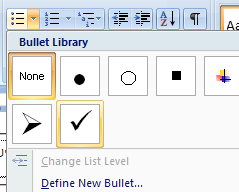 Bullet Library
None
Change List Level
Define New Bullet...